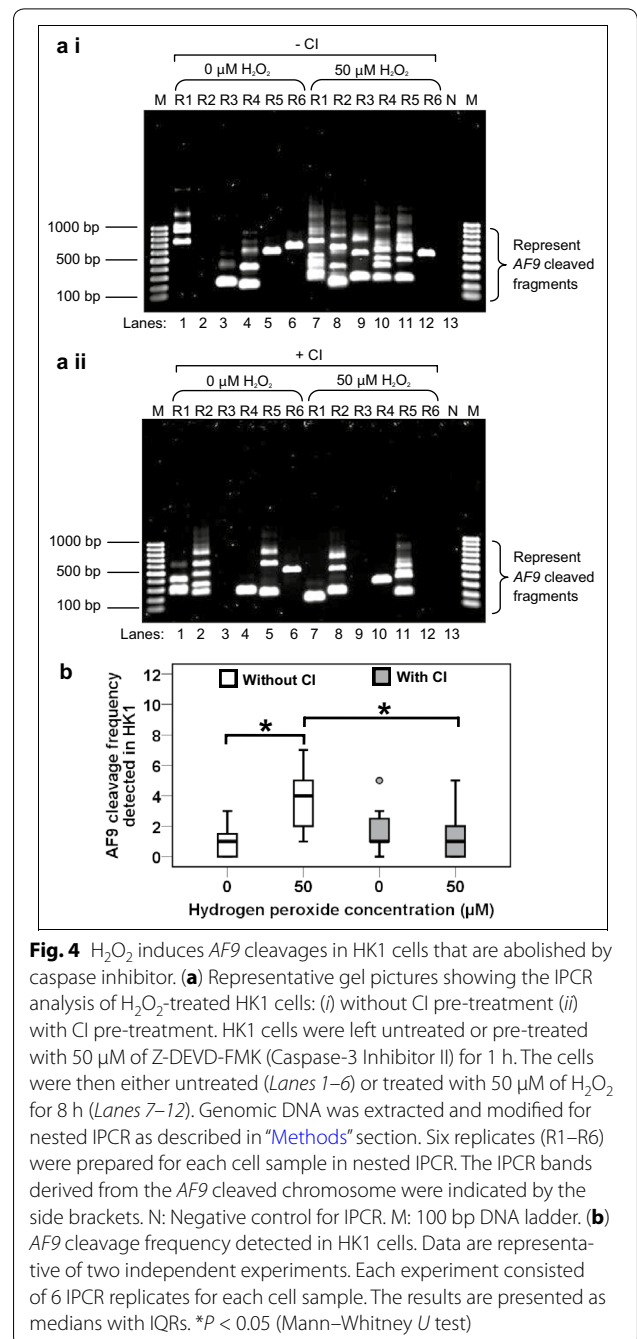 a i
- CI
0 µM H₂O₂ 50 µM H₂O₂
M R1 R2 R3 R4 R5 R6 R1 R2 R3 R4 R5 R6 N M
1000 bp
500 bp
100 bp
Represent
AF9 cleaved
fragments
Lanes: 1 2 3 4 5 6 7 8 9 10 11 12 13
a ii
+ CI
0 µM H₂O₂ 50 µM H₂O₂
M R1 R2 R3 R4 R5 R6 R1 R2 R3 R4 R5 R6 N M
1000 bp
500 bp
100 bp
Represent
AF9 cleaved
fragments
Lanes: 1 2 3 4 5 6 7 8 9 10 11 12 13
b
Without CI With CI
AF9 cleavage frequency
detected in HK1
12
10
8
6
4
2
0
* *
0 50 0 50
Hydrogen peroxide concentration (µM)
Fig. 4 H₂O₂ induces AF9 cleavages in HK1 cells that are abolished by
caspase inhibitor. (a) Representative gel pictures showing the IPCR
analysis of H₂O₂-treated HK1 cells: (i) without CI pre-treatment (ii)
with CI pre-treatment. HK1 cells were left untreated or pre-treated
with 50 µM of Z-DEVD-FMK (Caspase-3 Inhibitor II) for 1 h. The cells
were then either untreated (Lanes 1–6) or treated with 50 µM of H₂O₂
for 8 h (Lanes 7–12). Genomic DNA was extracted and modified for
nested IPCR as described in “Methods” section. Six replicates (R1–R6)
were prepared for each cell sample in nested IPCR. The IPCR bands
derived from the AF9 cleaved chromosome were indicated by the
side brackets. N: Negative control for IPCR. M: 100 bp DNA ladder. (b)
AF9 cleavage frequency detected in HK1 cells. Data are representa-
tive of two independent experiments. Each experiment consisted
of 6 IPCR replicates for each cell sample. The results are presented as
medians with IQRs. *P < 0.05 (Mann–Whitney U test)